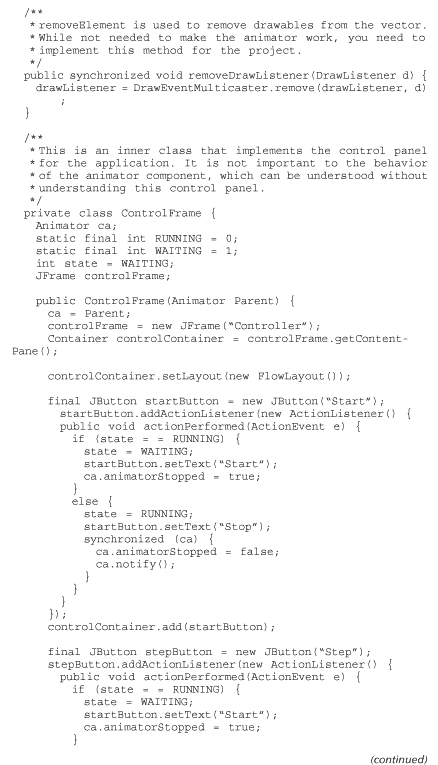 /**
 * removeElement is used to remove drawables from the vector.
 * While not needed to make the animator work, you need to
 * implement this method for the project.
 */
public synchronized void removeDrawListener(DrawListener d) {
  drawListener = DrawEventMulticaster.remove(drawListener, d)
      ;
}

/**
 * This is an inner class that implements the control panel
 * for the application. It is not important to the behavior
 * of the animator component, which can be understood without
 * understanding this control panel.
 */
private class ControlFrame {
  Animator ca;
  static final int RUNNING = 0;
  static final int WAITING = 1;
  int state = WAITING;
  JFrame controlFrame;

  public ControlFrame(Animator Parent) {
    ca = Parent;
    controlFrame = new JFrame(“Controller”);
    Container controlContainer = controlFrame.getContent-
Pane();

    controlContainer.setLayout(new FlowLayout());

    final JButton startButton = new JButton(“Start”);
      startButton.addActionListener(new ActionListener() {
      public void actionPerformed(ActionEvent e) {
        if (state = = RUNNING) {
          state = WAITING;
          startButton.setText(“Start”);
          ca.animatorStopped = true;
        }
        else {
          state = RUNNING;
          startButton.setText(“Stop”);
          synchronized (ca) {
            ca.animatorStopped = false;
            ca.notify();
          }
        }
      }
    });
    controlContainer.add(startButton);

    final JButton stepButton = new JButton(“Step”);
    stepButton.addActionListener(new ActionListener() {
      public void actionPerformed(ActionEvent e) {
        if (state = = RUNNING) {
          state = WAITING;
          startButton.setText(“Start”);
          ca.animatorStopped = true;
        }

(continued)